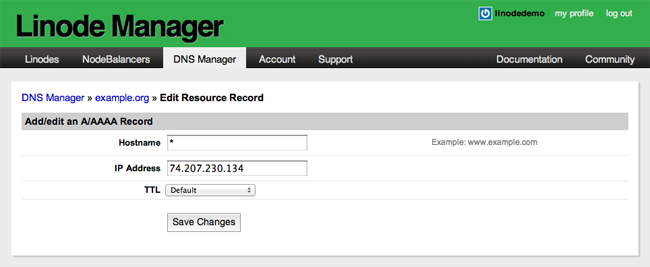 Linode Manager
linodedemo my profile log out
Linodes NodeBalancers DNS Manager Account Support Documentation Community
DNS Manager » example.org » Edit Resource Record
Add/edit an A/AAAA Record
Hostname * Example: www.example.com
IP Address 74.207.230.134
TTL Default
Save Changes